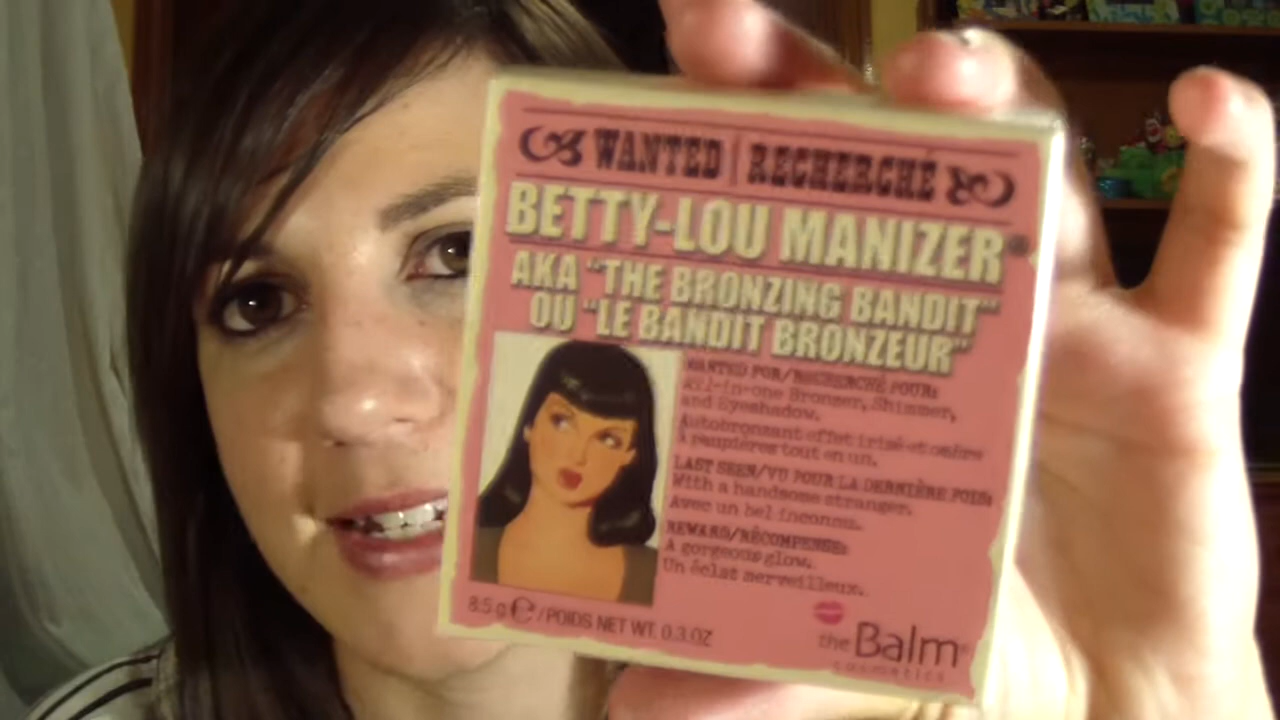 WANTED | RECHERCHÉ
BETTY-LOU MANIZER®
AKA "THE BRONZING BANDIT"
OU "LE BANDIT BRONZEUR"
WANTED FOR/RECHERCHÉ POUR:
All-in-one Bronzer, Shimmer,
and Eyeshadow.
Autobronzant effet irisé et ombre
à paupières tout en un.
LAST SEEN/VU POUR LA DERNIÈRE FOIS:
With a handsome stranger.
Avec un bel inconnu.
REWARD/RÉCOMPENSE:
A gorgeous glow.
Un éclat merveilleux.
8.5 g ℮/POIDS NET WT. 0.3 OZ
the Balm®
cosmetics